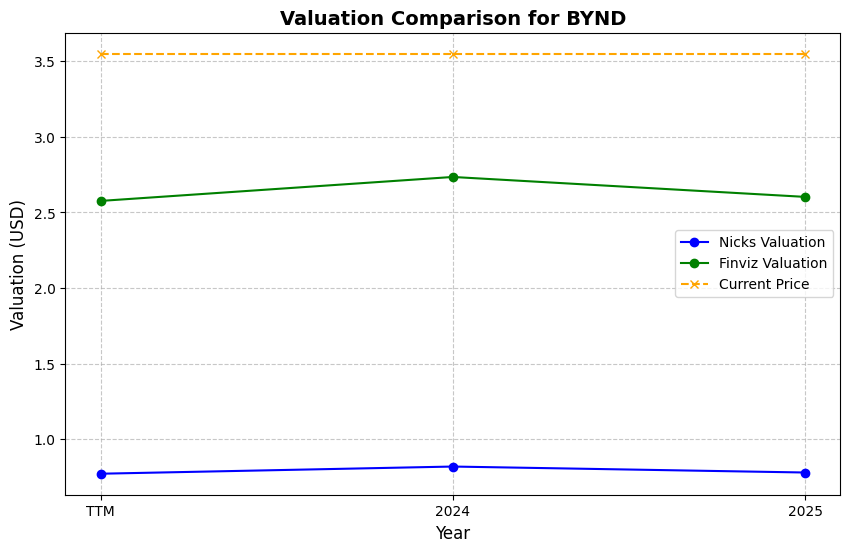 Valuation Comparison for BYND
Valuation (USD)
3.5
3.0
2.5
2.0
1.5
1.0
Nicks Valuation
Finviz Valuation
Current Price
TTM 2024 2025
Year